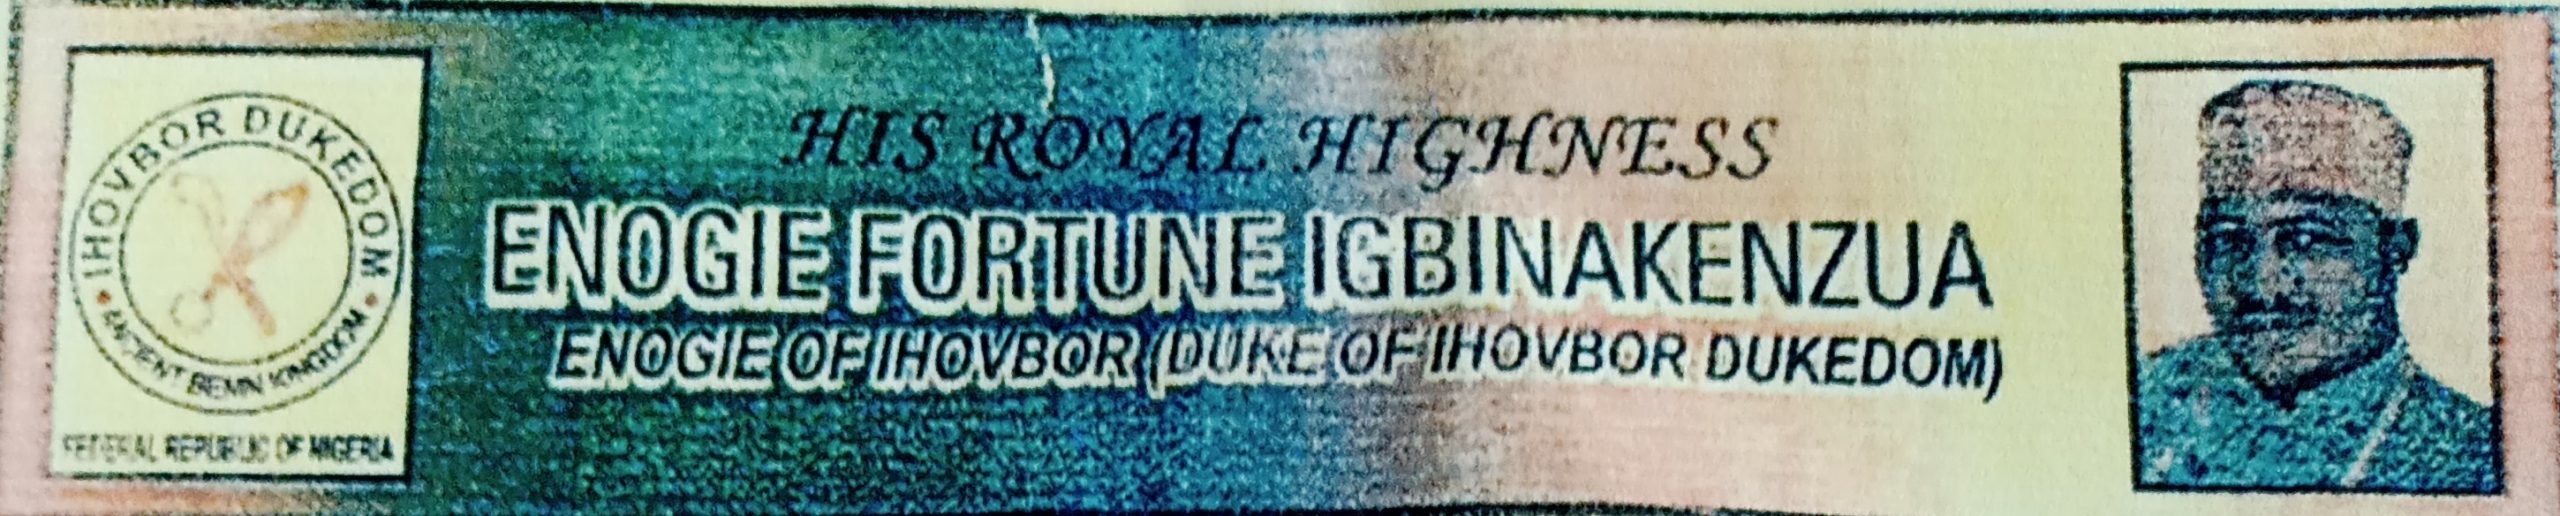 IHOVBOR DUKEDOM
ANCIENT BENIN KINGDOM
FEDERAL REPUBLIC OF NIGERIA
HIS ROYAL HIGHNESS
ENOGIE FORTUNE IGBINAKENZUA
ENOGIE OF IHOVBOR (DUKE OF IHOVBOR DUKEDOM)